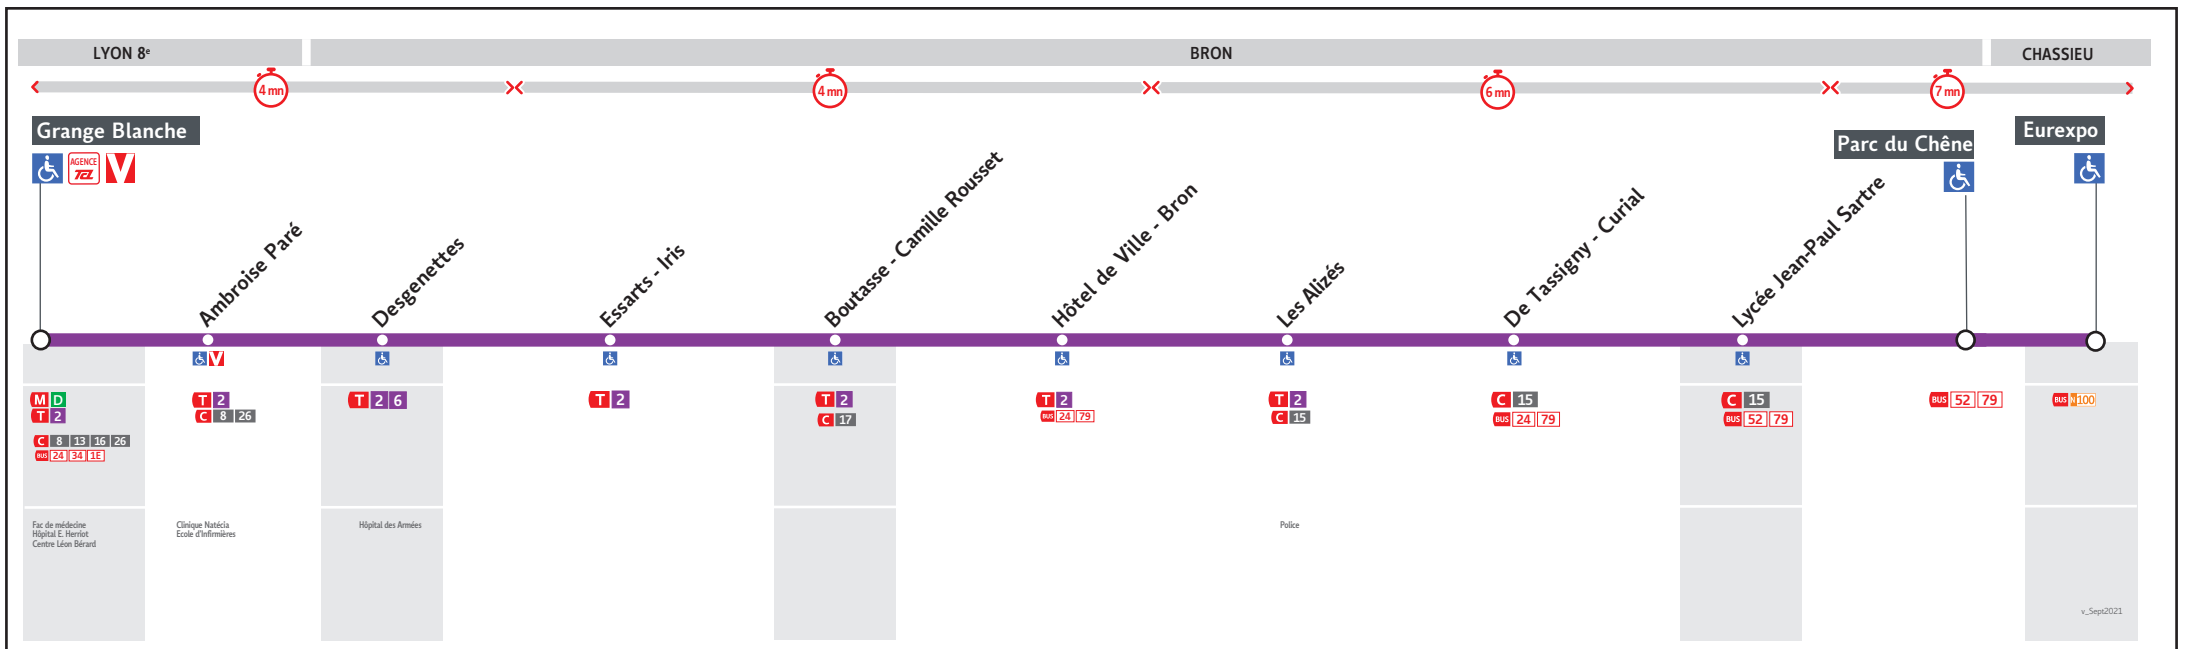 LYON 8e
BRON
CHASSIEU
4 mn
4 mn
6 mn
7 mn
Grange Blanche
Parc du Chêne
Eurexpo
AGENCE
TCL
V
Ambroise Paré
Desgenettes
Essarts - Iris
Boutasse - Camille Rousset
Hôtel de Ville - Bron
Les Alizés
De Tassigny - Curial
Lycée Jean-Paul Sartre
V
M D
T 2
C 8 13 16 26
BUS 24 34 1E
T 2
C 8 26
T 2 6
T 2
T 2
C 17
T 2
BUS 24 79
T 2
C 15
C 15
BUS 24 79
C 15
BUS 52 79
BUS 52 79
BUS N100
Fac de médecine
Hôpital E. Herriot
Centre Léon Bérard
Clinique Natécia
Ecole d'Infirmières
Hôpital des Armées
Police
v_Sept2021